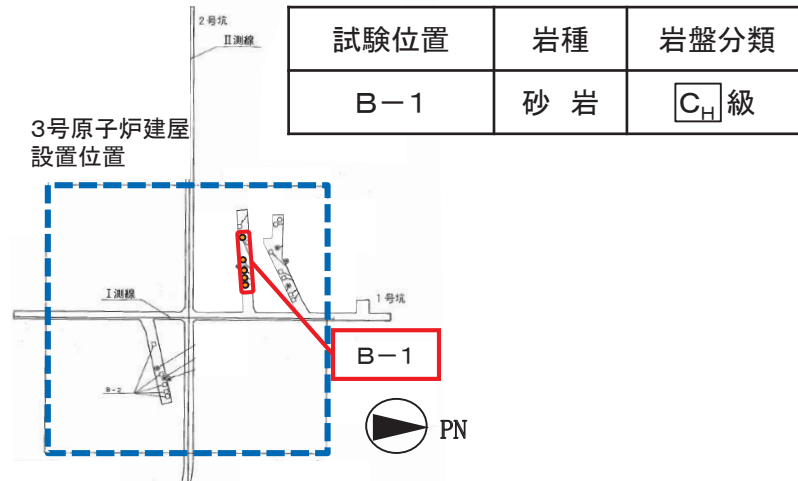 2号坑
Ⅱ測線
試験位置 岩種 岩盤分類
B−1 砂 岩 CH級
3号原子炉建屋
設置位置
Ⅰ測線
1号坑
B−1
B−2
PN